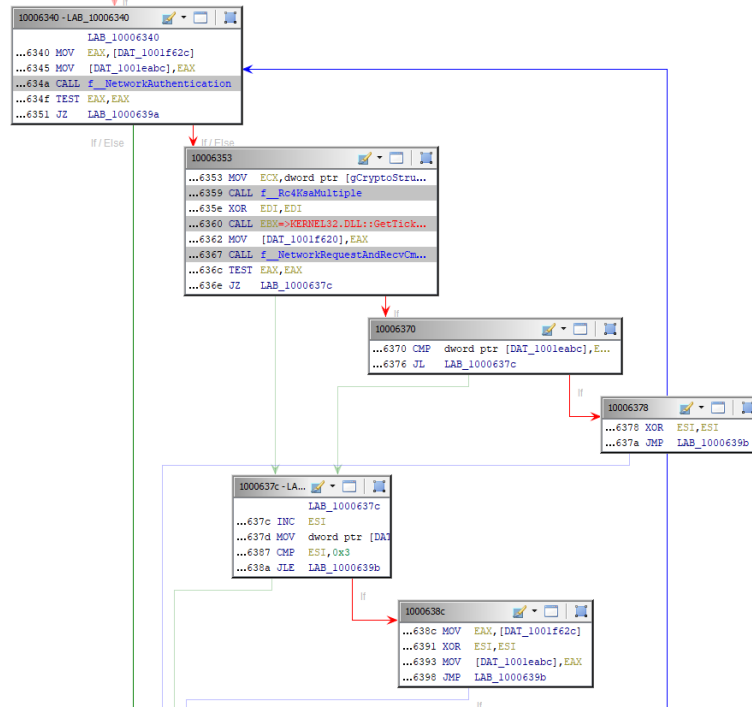 If
10006340 - LAB_10006340
LAB_10006340
...6340 MOV EAX,[DAT_1001f62c]
...6345 MOV [DAT_1001eabc],EAX
...634a CALL f__NetworkAuthentication
...634f TEST EAX,EAX
...6351 JZ LAB_1000639a
If / Else
If / Else
10006353
...6353 MOV ECX,dword ptr [gCryptoStru...
...6359 CALL f__Rc4KsaMultiple
...635e XOR EDI,EDI
...6360 CALL EBX=>KERNEL32.DLL::GetTick...
...6362 MOV [DAT_1001f620],EAX
...6367 CALL f__NetworkRequestAndRecvCm...
...636c TEST EAX,EAX
...636e JZ LAB_1000637c
If
10006370
...6370 CMP dword ptr [DAT_1001eabc],E...
...6376 JL LAB_1000637c
If
10006378
...6378 XOR ESI,ESI
...637a JMP LAB_1000639b
1000637c - LA...
LAB_1000637c
...637c INC ESI
...637d MOV dword ptr [DAT
...6387 CMP ESI,0x3
...638a JLE LAB_1000639b
If
1000638c
...638c MOV EAX,[DAT_1001f62c]
...6391 XOR ESI,ESI
...6393 MOV [DAT_1001eabc],EAX
...6398 JMP LAB_1000639b
If